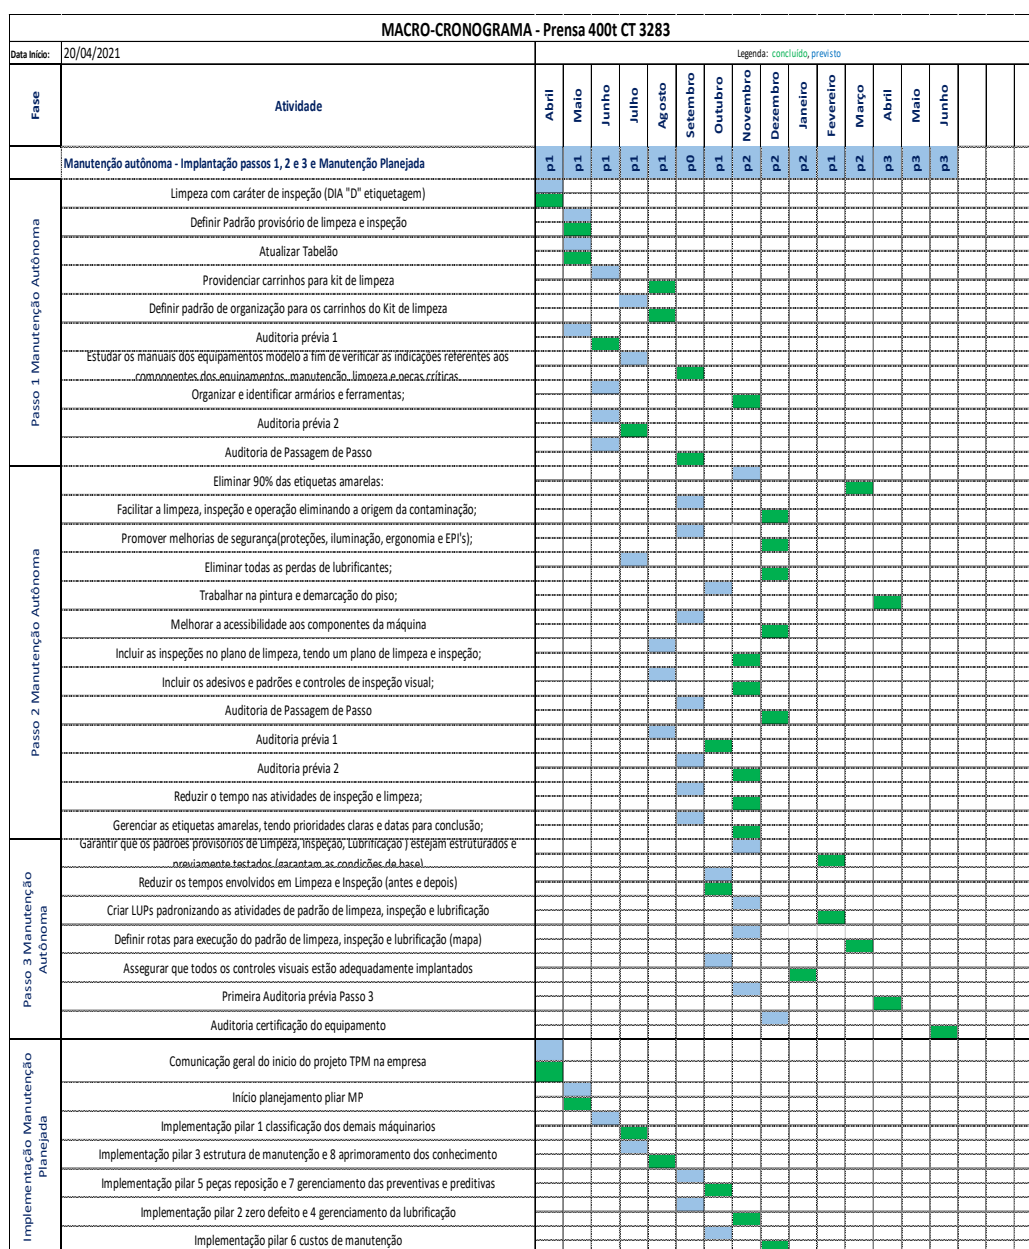 MACRO-CRONOGRAMA - Prensa 400t CT 3283
Data Início: 20/04/2021
Legenda: concluído, previsto
Fase
Atividade
Abril
Maio
Junho
Julho
Agosto
Setembro
Outubro
Novembro
Dezembro
Janeiro
Fevereiro
Março
Abril
Maio
Junho
Manutenção autônoma - Implantação passos 1, 2 e 3 e Manutenção Planejada
p1
p1
p1
p1
p1
p0
p1
p2
p2
p2
p1
p2
p3
p3
p3
Passo 1 Manutenção Autônoma
Limpeza com caráter de inspeção (DIA "D" etiquetagem)
Definir Padrão provisório de limpeza e inspeção
Atualizar Tabelão
Providenciar carrinhos para kit de limpeza
Definir padrão de organização para os carrinhos do Kit de limpeza
Auditoria prévia 1
Estudar os manuais dos equipamentos modelo a fim de verificar as indicações referentes aos
componentes dos equipamentos, manutenção, limpeza e peças críticas
Organizar e identificar armários e ferramentas;
Auditoria prévia 2
Auditoria de Passagem de Passo
Passo 2 Manutenção Autônoma
Eliminar 90% das etiquetas amarelas:
Facilitar a limpeza, inspeção e operação eliminando a origem da contaminação;
Promover melhorias de segurança(proteções, iluminação, ergonomia e EPI's);
Eliminar todas as perdas de lubrificantes;
Trabalhar na pintura e demarcação do piso;
Melhorar a acessibilidade aos componentes da máquina
Incluir as inspeções no plano de limpeza, tendo um plano de limpeza e inspeção;
Incluir os adesivos e padrões e controles de inspeção visual;
Auditoria de Passagem de Passo
Auditoria prévia 1
Auditoria prévia 2
Reduzir o tempo nas atividades de inspeção e limpeza;
Gerenciar as etiquetas amarelas, tendo prioridades claras e datas para conclusão;
Passo 3 Manutenção
Autônoma
Garantir que os padrões provisórios de Limpeza, Inspeção, Lubrificação ) estejam estruturados e
previamente testados (garantam as condições de base)
Reduzir os tempos envolvidos em Limpeza e Inspeção (antes e depois)
Criar LUPs padronizando as atividades de padrão de limpeza, inspeção e lubrificação
Definir rotas para execução do padrão de limpeza, inspeção e lubrificação (mapa)
Assegurar que todos os controles visuais estão adequadamente implantados
Primeira Auditoria prévia Passo 3
Auditoria certificação do equipamento
Implementação Manutenção
Planejada
Comunicação geral do inicio do projeto TPM na empresa
Início planejamento pliar MP
Implementação pilar 1 classificação dos demais máquinarios
Implementação pilar 3 estrutura de manutenção e 8 aprimoramento dos conhecimento
Implementação pilar 5 peças reposição e 7 gerenciamento das preventivas e preditivas
Implementação pilar 2 zero defeito e 4 gerenciamento da lubrificação
Implementação pilar 6 custos de manutenção